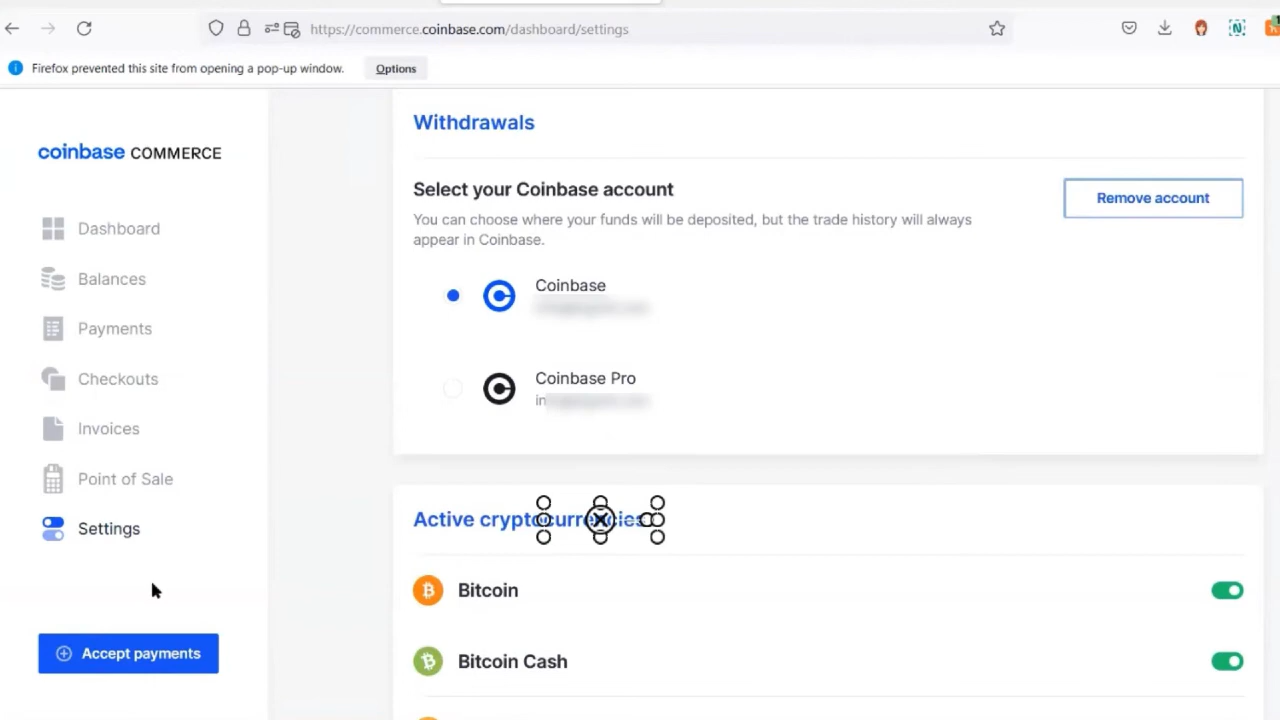 https://commerce.coinbase.com/dashboard/settings
Firefox prevented this site from opening a pop-up window. Options
coinbase COMMERCE
Dashboard
Balances
Payments
Checkouts
Invoices
Point of Sale
Settings
Accept payments
Withdrawals
Select your Coinbase account
Remove account
You can choose where your funds will be deposited, but the trade history will always
appear in Coinbase.
Coinbase
Coinbase Pro
Active cryptocurrencies
Bitcoin
Bitcoin Cash